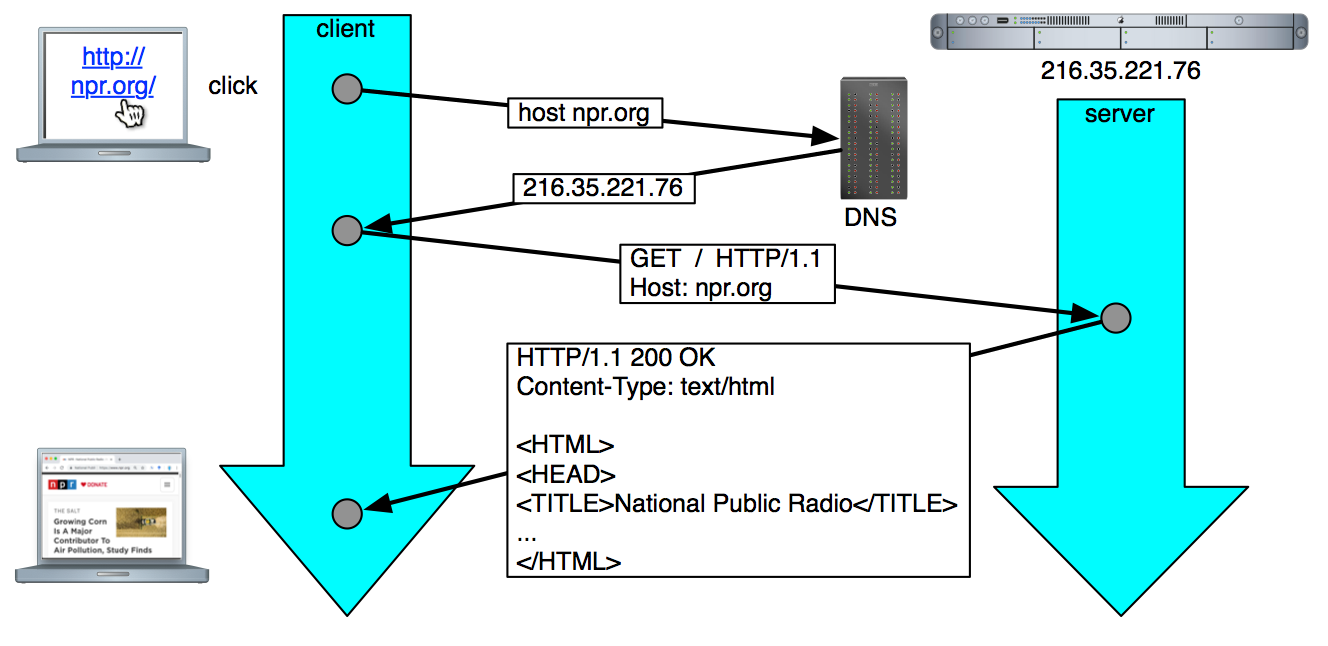 client
http://
npr.org/
click
216.35.221.76
server
host npr.org
216.35.221.76
DNS
GET / HTTP/1.1
Host: npr.org
HTTP/1.1 200 OK
Content-Type: text/html
<HTML>
<HEAD>
<TITLE>National Public Radio</TITLE>
...
</HTML>
npr DONATE
THE SALT
Growing Corn
Is A Major
Contributor To
Air Pollution, Study Finds